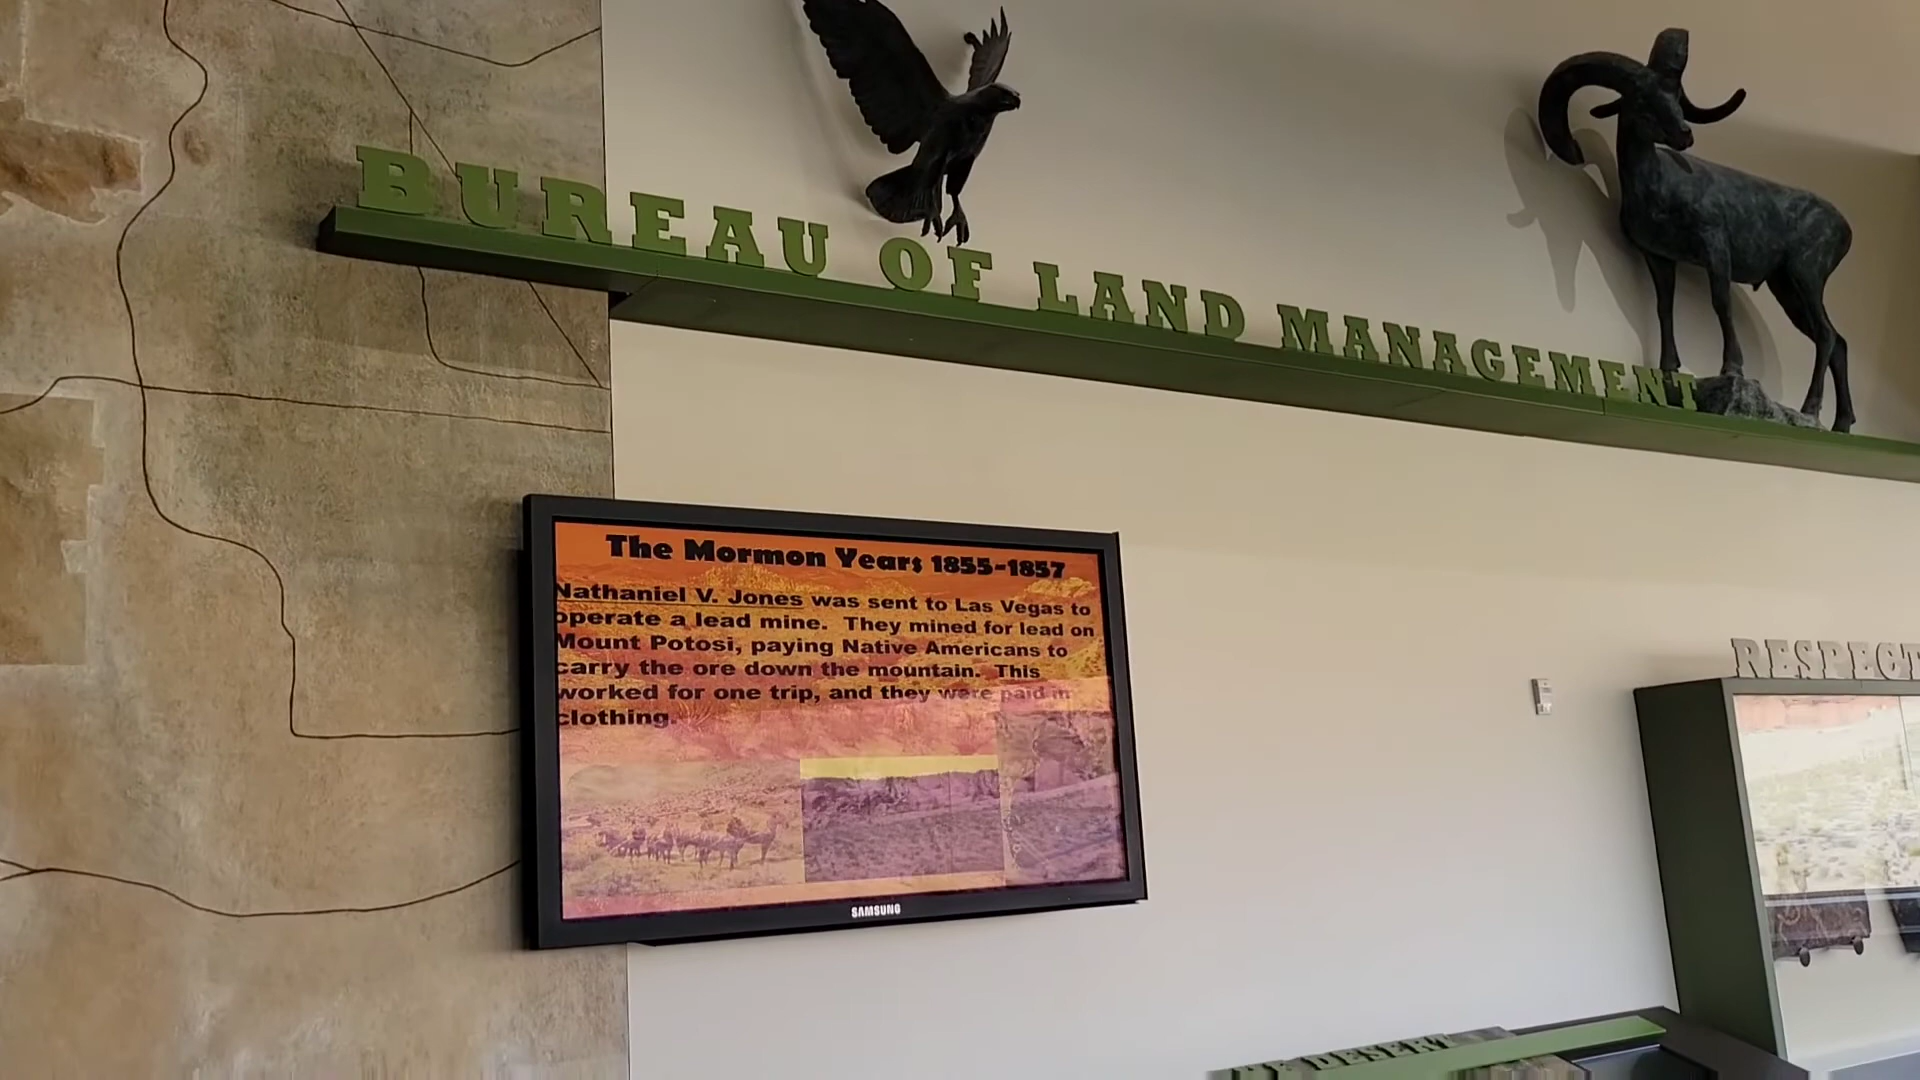 BUREAU OF LAND MANAGEMENT
The Mormon Years 1855-1857
Nathaniel V. Jones was sent to Las Vegas to
operate a lead mine. They mined for lead on
Mount Potosi, paying Native Americans to
carry the ore down the mountain. This
worked for one trip, and they were paid in
clothing.
SAMSUNG
RESPECT
THE DESERT